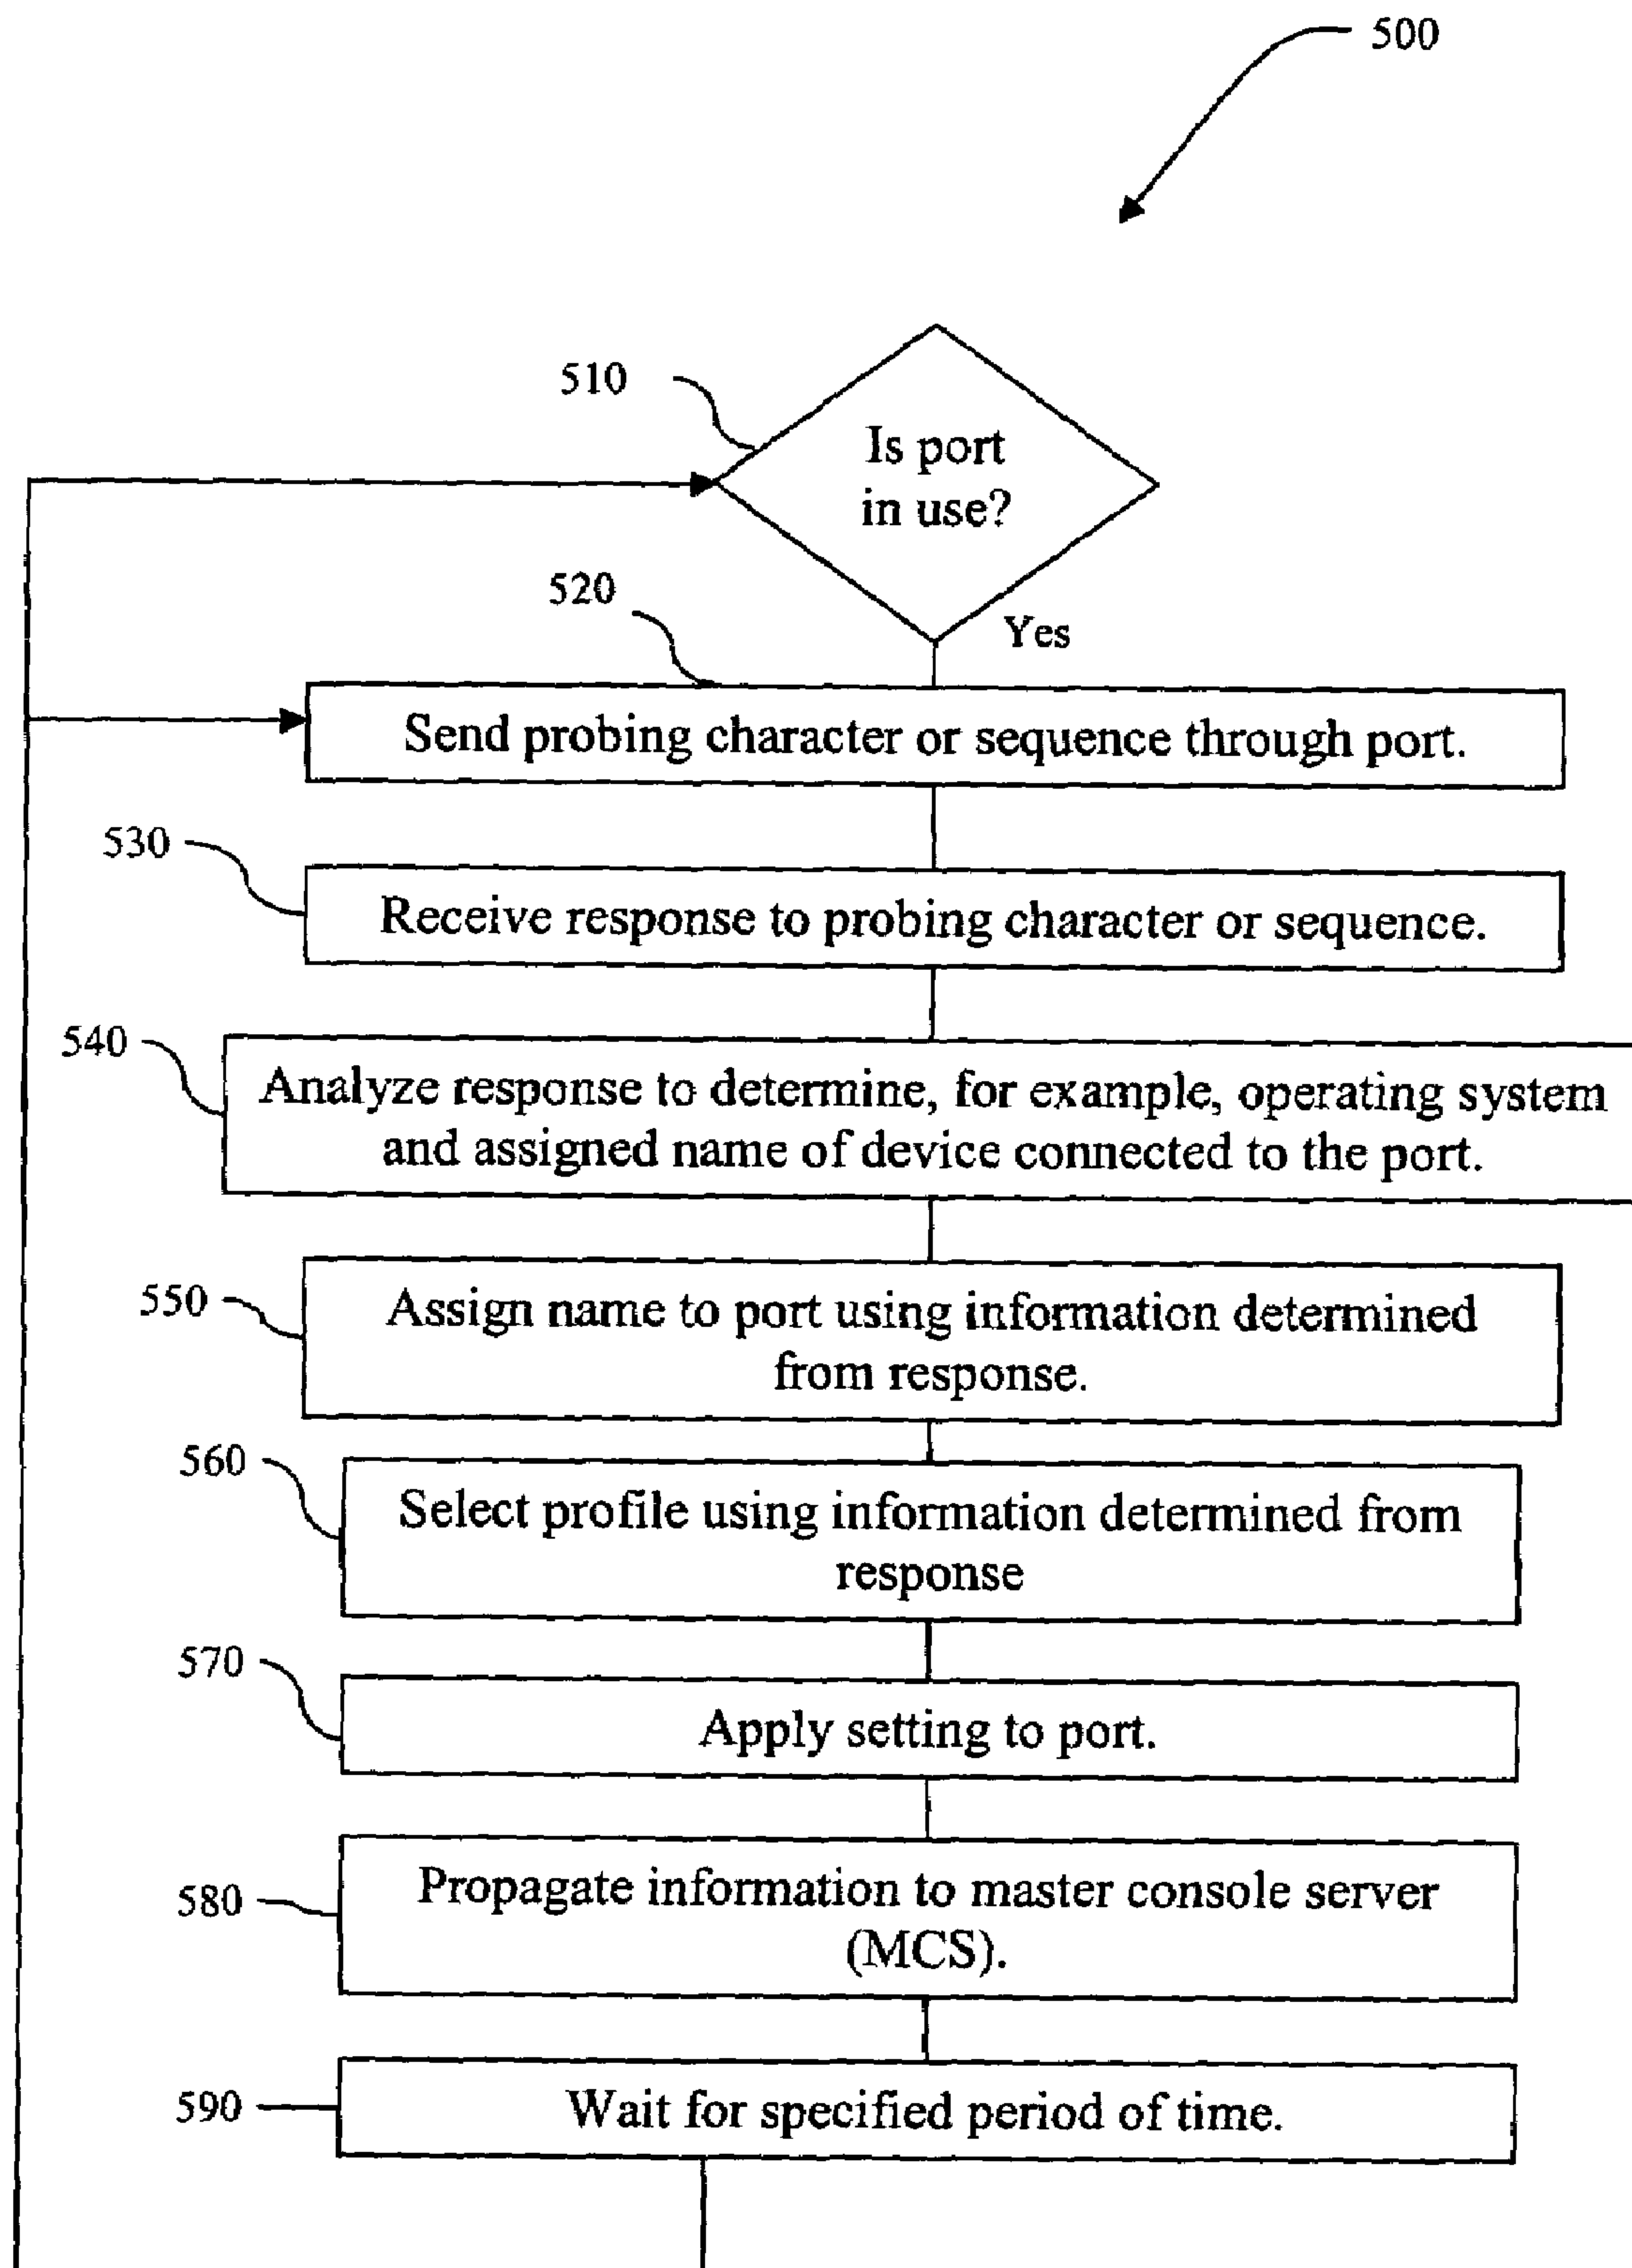 500
510
Is port
in use?
520
Yes
Send probing character or sequence through port.
530
Receive response to probing character or sequence.
540
Analyze response to determine, for example, operating system
and assigned name of device connected to the port.
550
Assign name to port using information determined
from response.
560
Select profile using information determined from
response
570
Apply setting to port.
580
Propagate information to master console server
(MCS).
590
Wait for specified period of time.